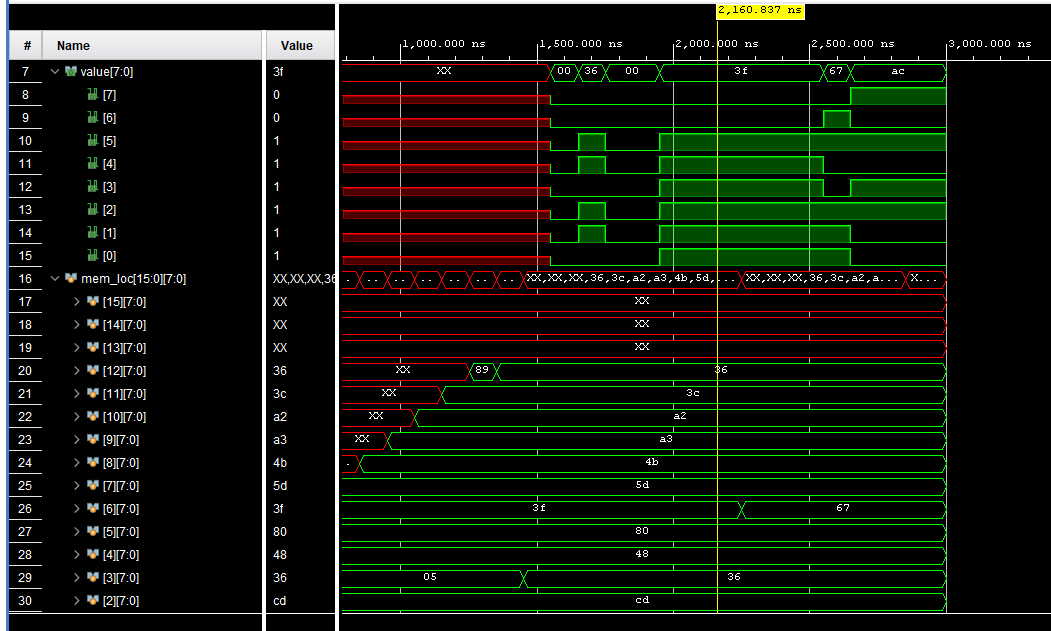 2,160.837 ns
# Name Value 1,000.000 ns 1,500.000 ns 2,000.000 ns 2,500.000 ns 3,000.000 ns
7 value[7:0] 3f XX 00 36 00 3f 67 ac
8 [7] 0
9 [6] 0
10 [5] 1
11 [4] 1
12 [3] 1
13 [2] 1
14 [1] 1
15 [0] 1
16 mem_loc[15:0][7:0] XX,XX,XX,36 . .. .. .. .. .. XX,XX,XX,36,3c,a2,a3,4b,5d,.. XX,XX,XX,36,3c,a2,a... X...
17 [15][7:0] XX XX
18 [14][7:0] XX XX
19 [13][7:0] XX XX
20 [12][7:0] 36 XX 89 36
21 [11][7:0] 3c XX 3c
22 [10][7:0] a2 XX a2
23 [9][7:0] a3 XX a3
24 [8][7:0] 4b . 4b
25 [7][7:0] 5d 5d
26 [6][7:0] 3f 3f 67
27 [5][7:0] 80 80
28 [4][7:0] 48 48
29 [3][7:0] 36 05 36
30 [2][7:0] cd cd